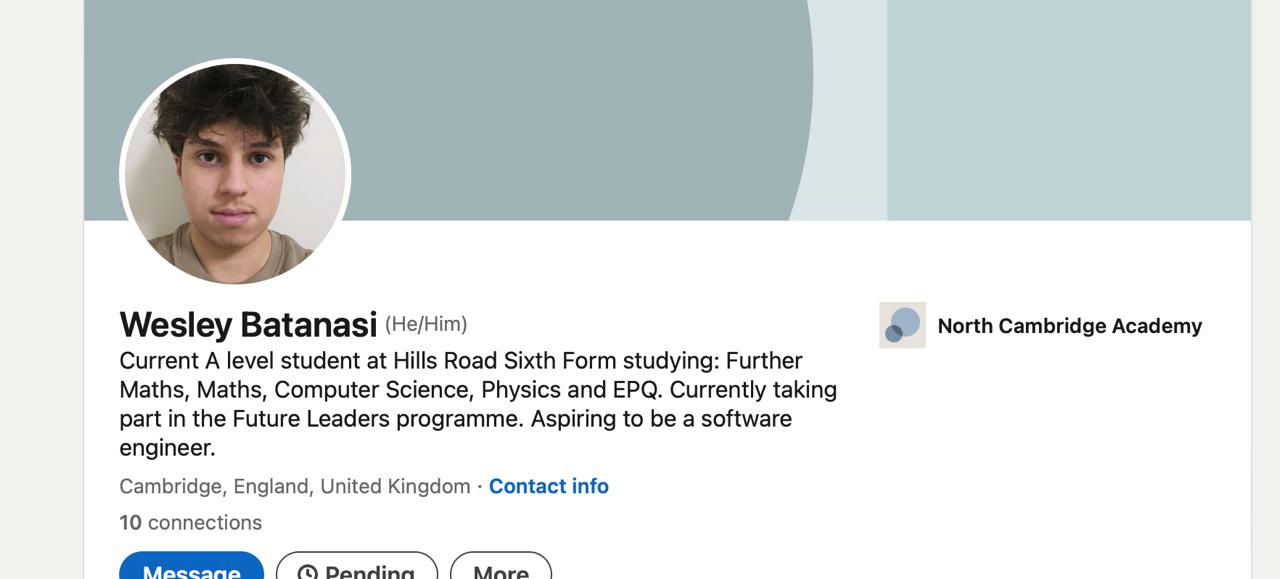 Wesley Batanasi (He/Him)
North Cambridge Academy
Current A level student at Hills Road Sixth Form studying: Further
Maths, Maths, Computer Science, Physics and EPQ. Currently taking
part in the Future Leaders programme. Aspiring to be a software
engineer.
Cambridge, England, United Kingdom · Contact info
10 connections
Message Pending More